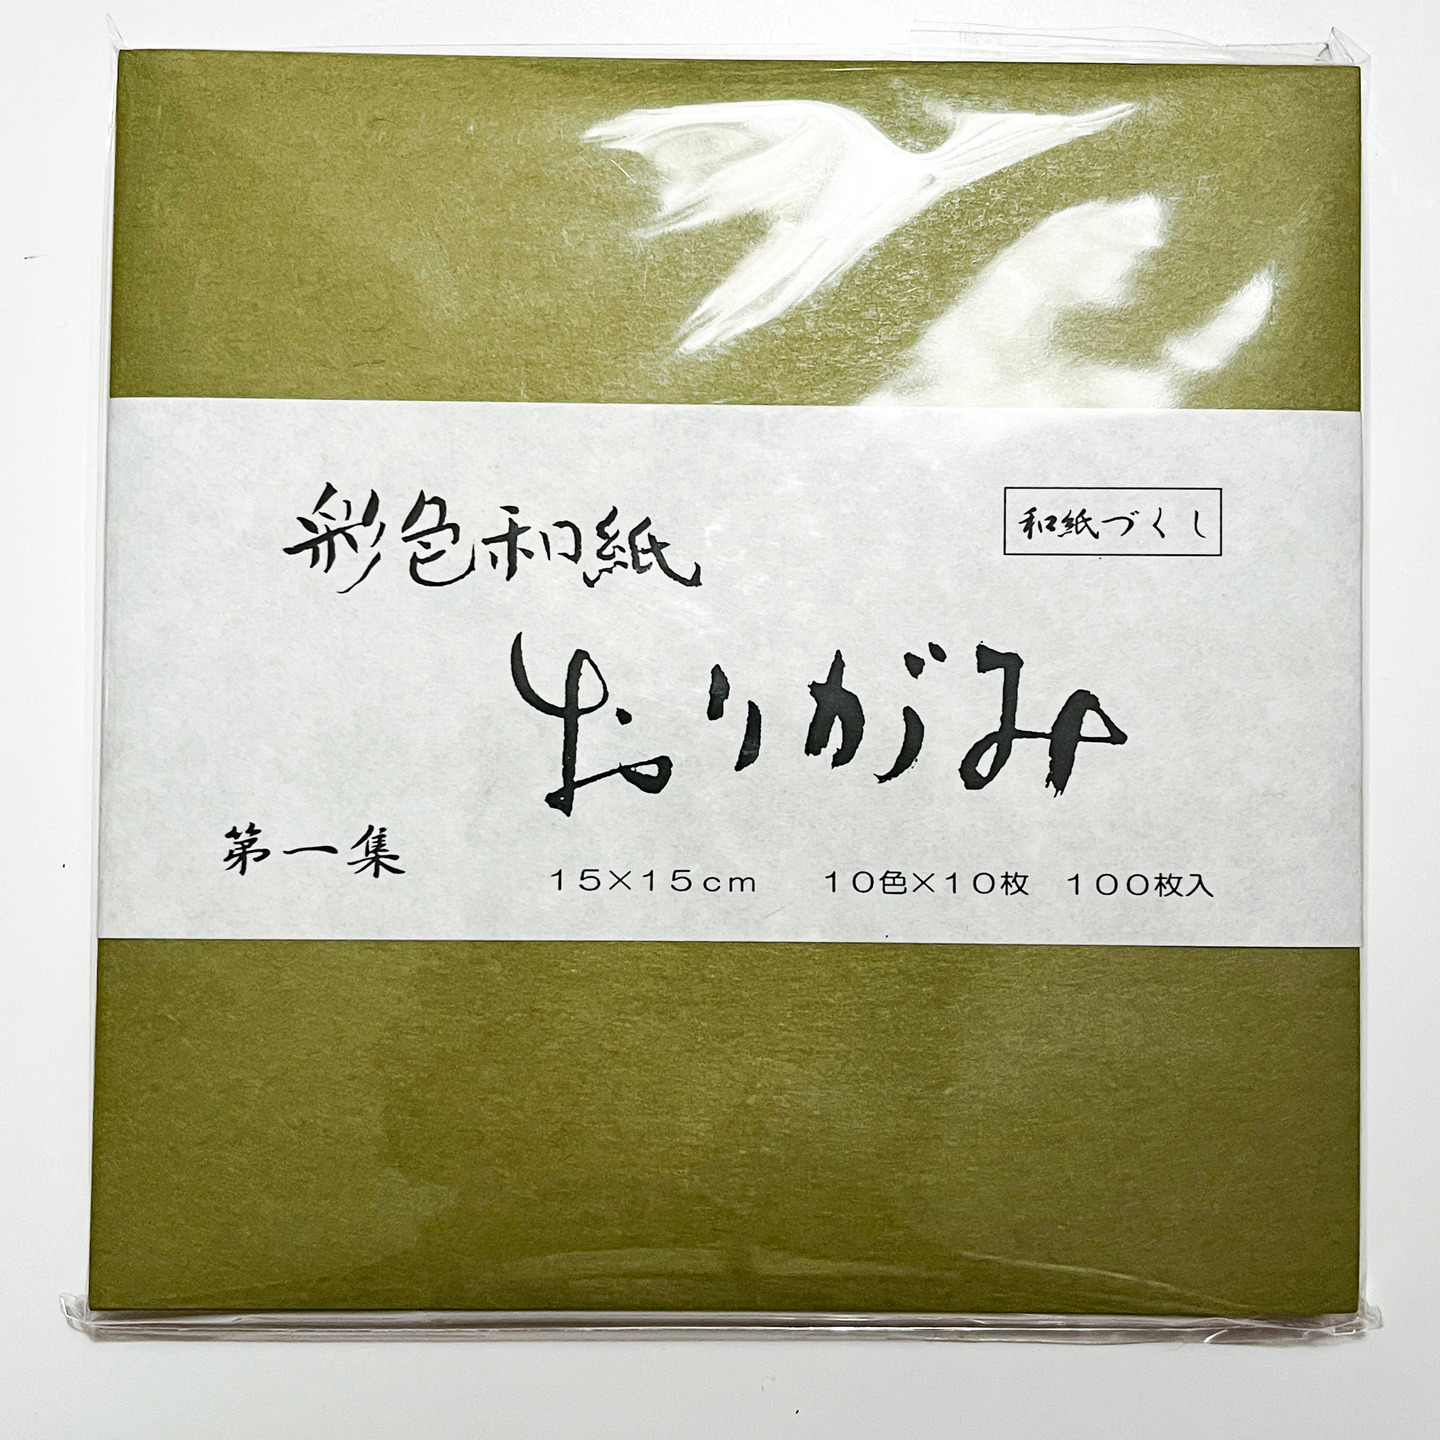 彩色和紙
和紙づくし
おりがみ
第一集
15×15cm 10色×10枚 100枚入